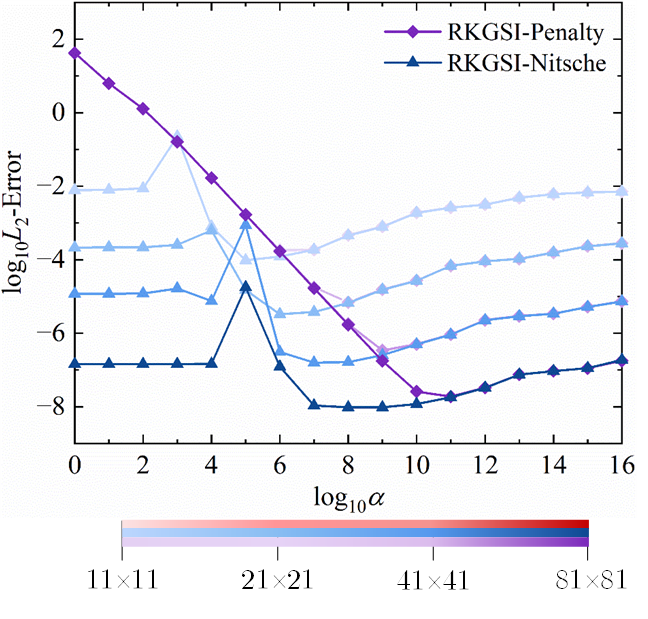 RKGSI-Penalty
RKGSI-Nitsche
log₁₀L₂-Error
2
0
−2
−4
−6
−8
0 2 4 6 8 10 12 14 16
log₁₀α
11×11 21×21 41×41 81×81